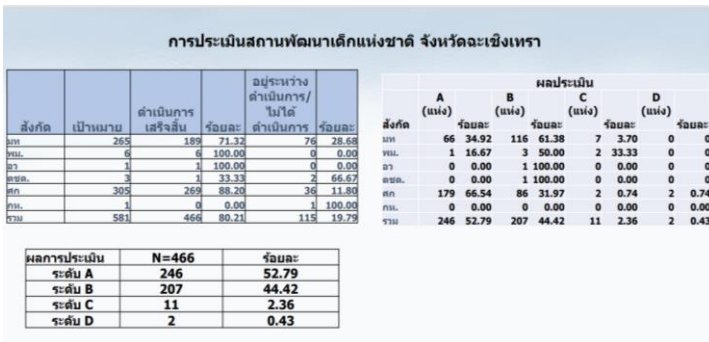 การประเมินสถานพัฒนาเด็กแห่งชาติ จังหวัดฉะเชิงเทรา
สังกัด เป้าหมาย ดำเนินการเสร็จสิ้น ร้อยละ อยู่ระหว่างดำเนินการ/ไม่ได้ดำเนินการ ร้อยละ
มท 265 189 71.32 76 28.68
พม. 6 6 100.00 0 0.00
อว 1 1 100.00 0 0.00
ตชด. 3 1 33.33 2 66.67
ศก 305 269 88.20 36 11.80
กน. 1 0 0.00 1 100.00
รวม 581 466 80.21 115 19.79
ผลประเมิน
สังกัด A (แห่ง) ร้อยละ B (แห่ง) ร้อยละ C (แห่ง) ร้อยละ D (แห่ง) ร้อยละ
มท 66 34.92 116 61.38 7 3.70 0 0
พม. 1 16.67 3 50.00 2 33.33 0 0
อว 0 0.00 1 100.00 0 0.00 0 0
ตชด. 0 0.00 1 100.00 0 0.00 0 0
ศก 179 66.54 86 31.97 2 0.74 2 0.74
กน. 0 0.00 0 0.00 0 0.00 0 0.00
รวม 246 52.79 207 44.42 11 2.36 2 0.43
ผลการประเมิน N=466 ร้อยละ
ระดับ A 246 52.79
ระดับ B 207 44.42
ระดับ C 11 2.36
ระดับ D 2 0.43